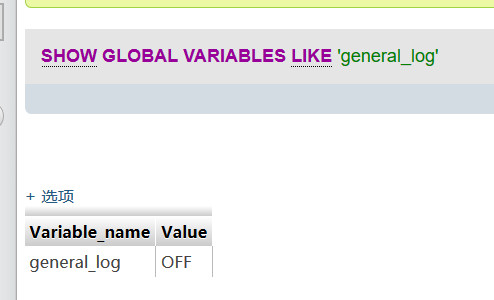 SHOW GLOBAL VARIABLES LIKE 'general_log'
+ 选项
Variable_name Value
general_log OFF